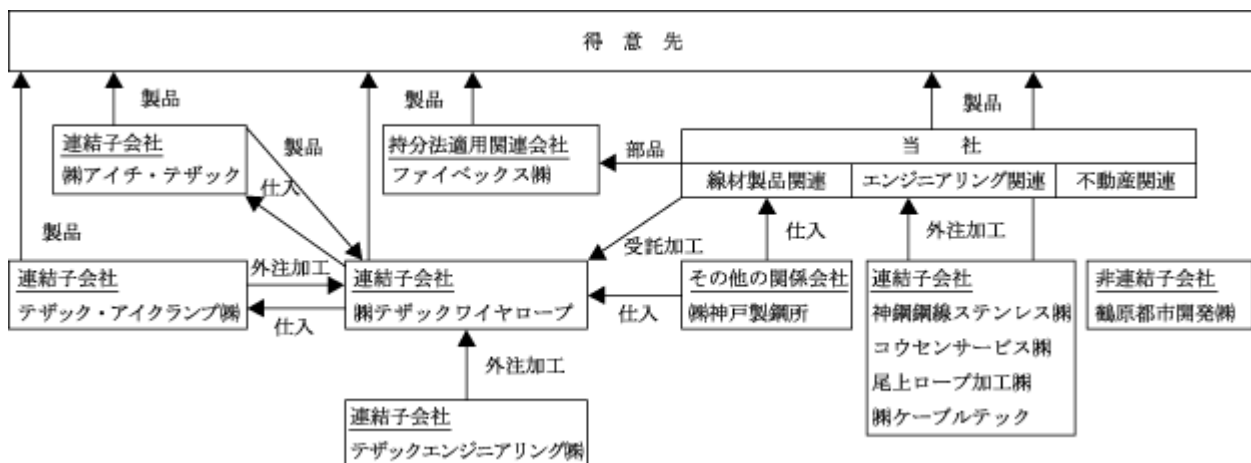 得意先
製品
製品
製品
連結子会社
㈱アイチ・テザック
製品
仕入
持分法適用関連会社
ファイベックス㈱
部品
当社
線材製品関連
エンジニアリング関連
不動産関連
製品
外注加工
仕入
受託加工
仕入
外注加工
連結子会社
テザック・アイクランプ㈱
連結子会社
㈱テザックワイヤロープ
仕入
その他の関係会社
㈱神戸製鋼所
連結子会社
神鋼鋼線ステンレス㈱
コウセンサービス㈱
尾上ロープ加工㈱
㈱ケーブルテック
非連結子会社
鶴原都市開発㈱
外注加工
連結子会社
テザックエンジニアリング㈱